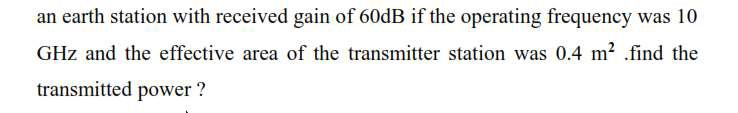 an earth station with received gain of 60dB if the operating frequency was 10
GHz and the effective area of the transmitter station was 0.4 m² .find the
transmitted power ?